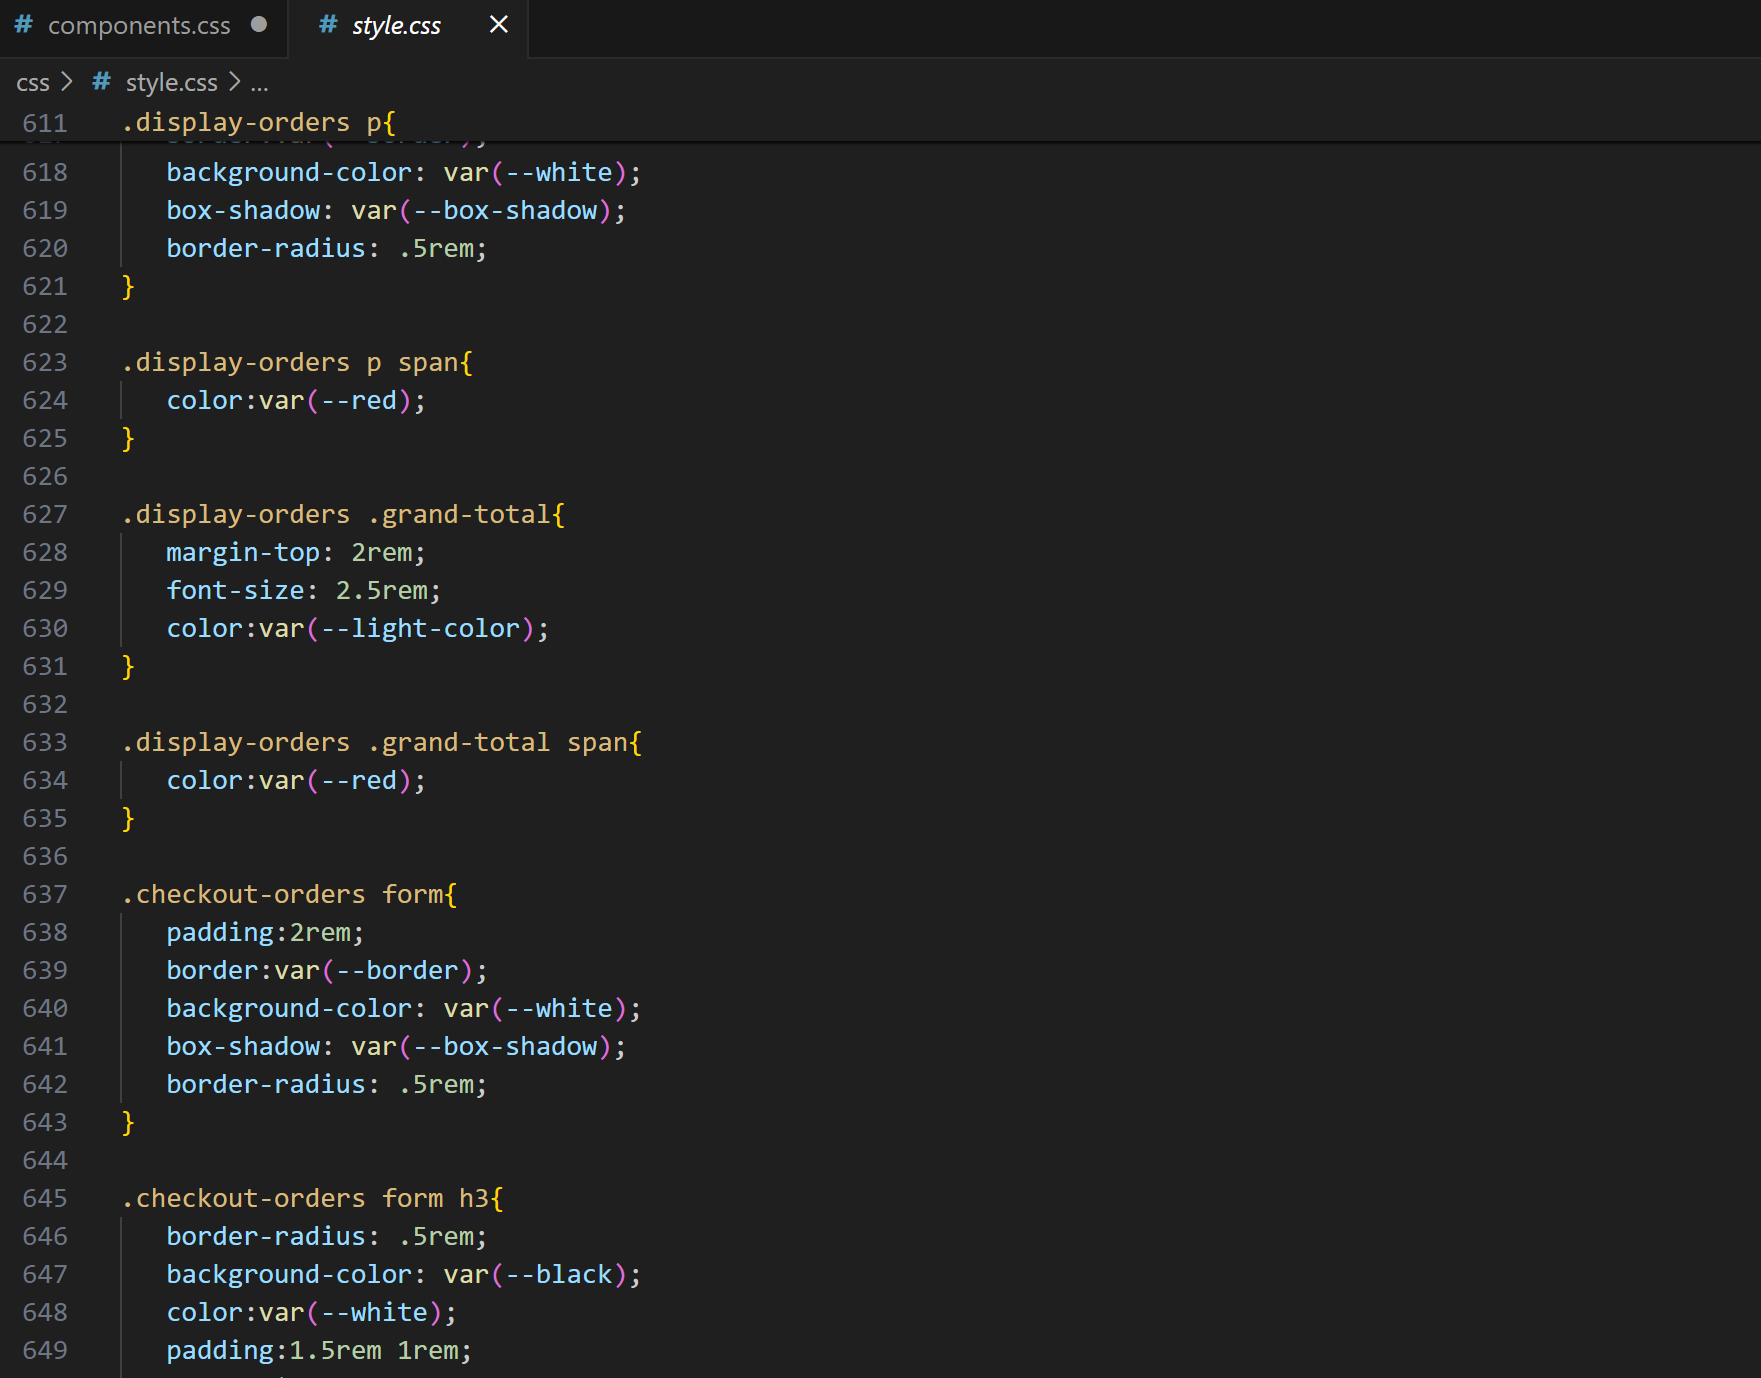 # components.css ● # style.css ×
css > # style.css > ...
611 .display-orders p{
618 background-color: var(--white);
619 box-shadow: var(--box-shadow);
620 border-radius: .5rem;
621 }
622
623 .display-orders p span{
624 color:var(--red);
625 }
626
627 .display-orders .grand-total{
628 margin-top: 2rem;
629 font-size: 2.5rem;
630 color:var(--light-color);
631 }
632
633 .display-orders .grand-total span{
634 color:var(--red);
635 }
636
637 .checkout-orders form{
638 padding:2rem;
639 border:var(--border);
640 background-color: var(--white);
641 box-shadow: var(--box-shadow);
642 border-radius: .5rem;
643 }
644
645 .checkout-orders form h3{
646 border-radius: .5rem;
647 background-color: var(--black);
648 color:var(--white);
649 padding:1.5rem 1rem;